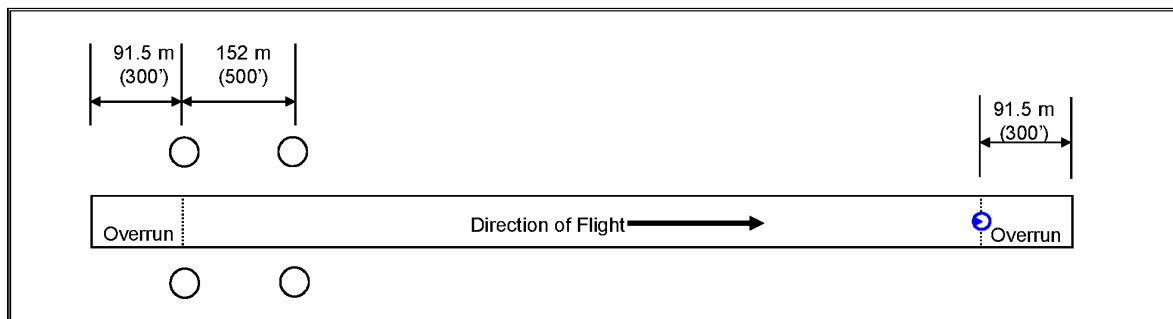 91.5 m
(300’)
152 m
(500’)
91.5 m
(300’)
Overrun
Direction of Flight
Overrun